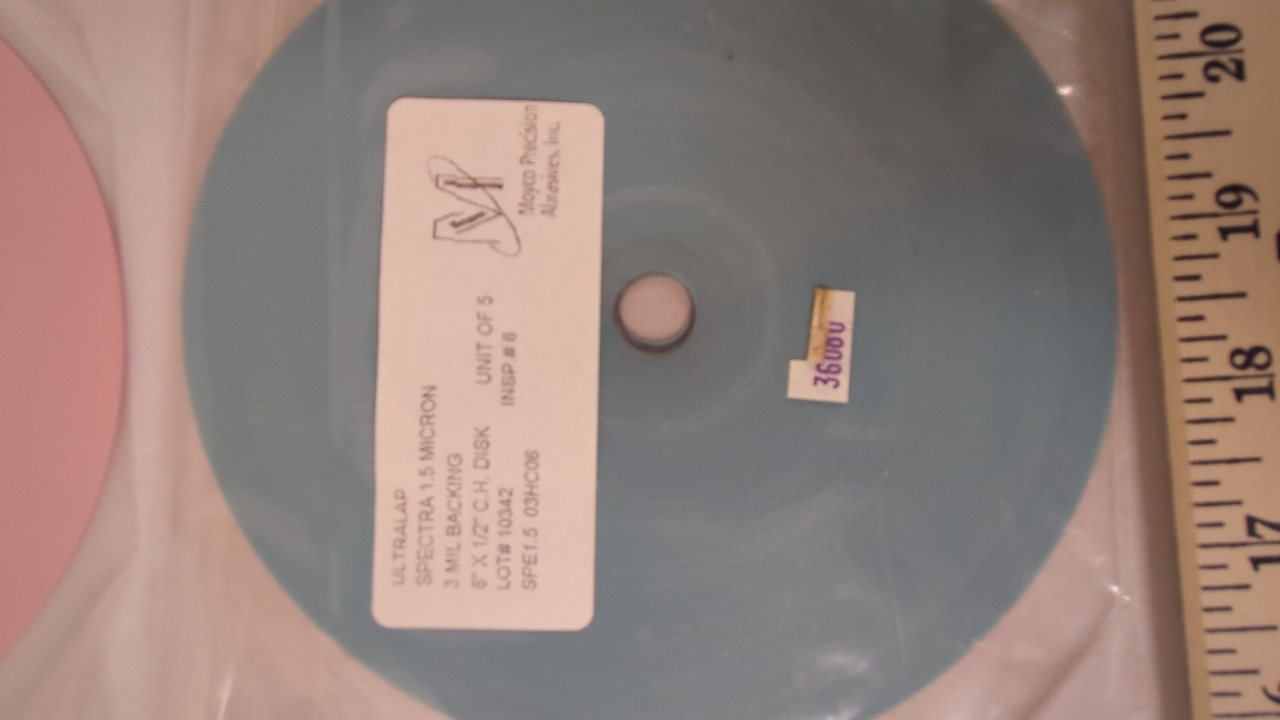 Moyco Precision
Abrasives, Inc.
ULTRALAP
SPECTRA 1.5 MICRON
3 MIL BACKING
6" X 1/2" C.H. DISK UNIT OF 5
LOT# 10342 INSP.# 6
SPE1.5 03HC06
20
19
18
17